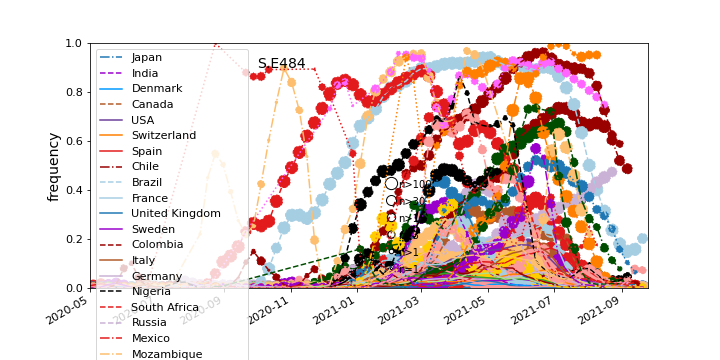 S.E484
frequency
1.0
0.8
0.6
0.4
0.2
0.0
Japan
India
Denmark
Canada
USA
Switzerland
Spain
Chile
Brazil
France
United Kingdom
Sweden
Colombia
Italy
Germany
Nigeria
South Africa
Russia
Mexico
Mozambique
n>100
n>30
n>1
n=1
2020-05
2020-09
2020-11
2021-01
2021-03
2021-05
2021-07
2021-09